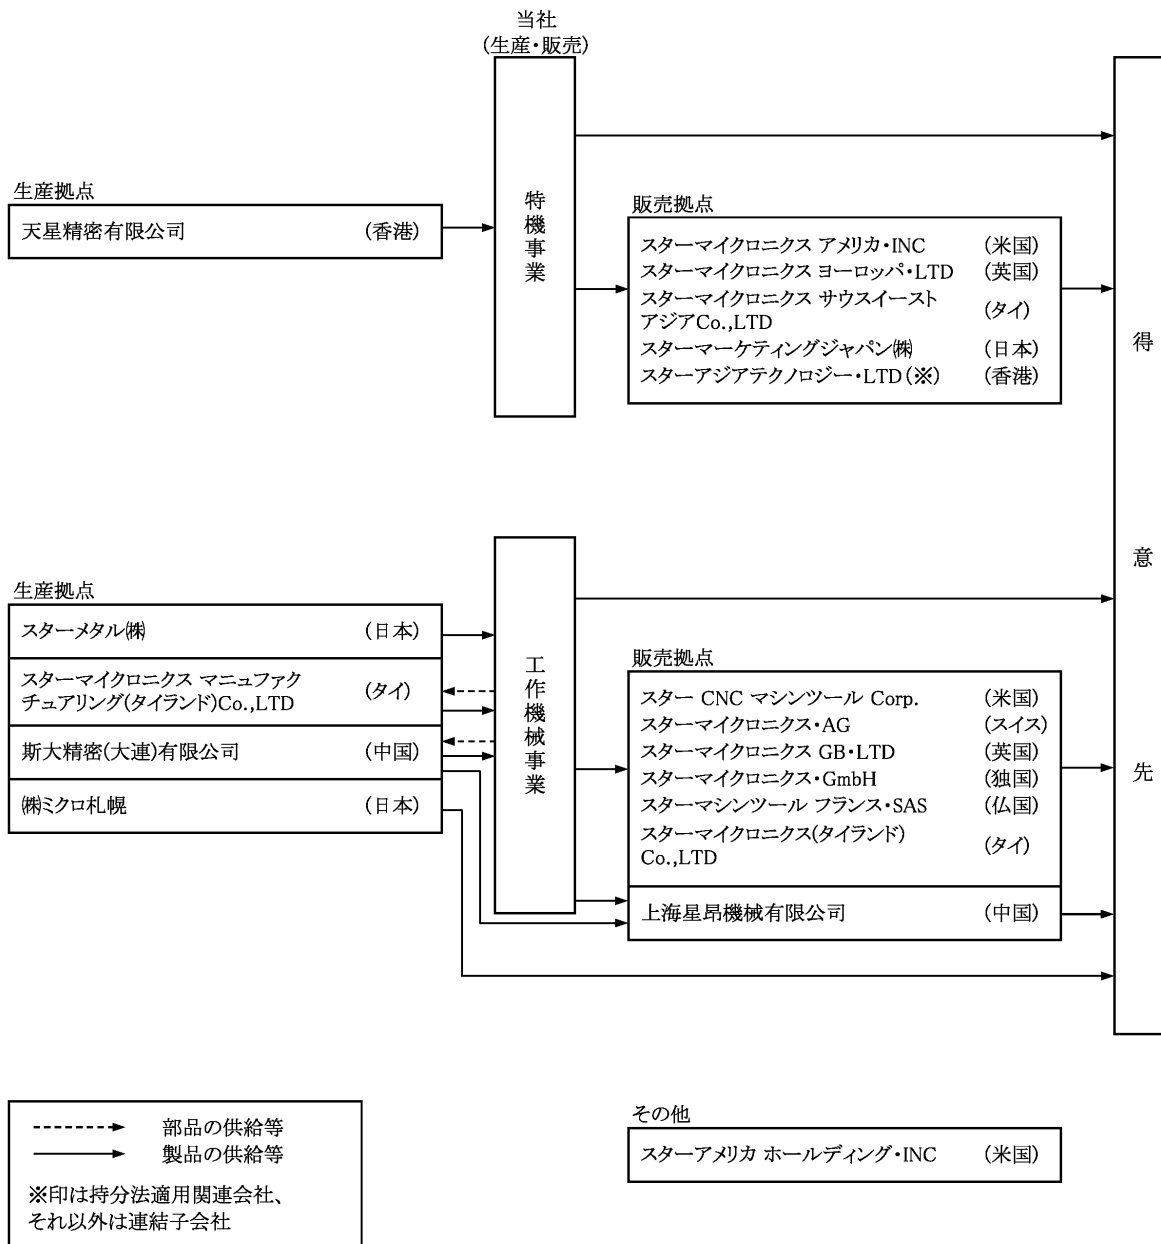 当社
(生産・販売)
特機事業
生産拠点
天星精密有限公司 (香港)
販売拠点
スターマイクロニクス アメリカ・INC (米国)
スターマイクロニクス ヨーロッパ・LTD (英国)
スターマイクロニクス サウスイースト
アジアCo.,LTD (タイ)
スターマーケティングジャパン㈱ (日本)
スターアジアテクノロジー・LTD(※) (香港)
得意先
工作機械事業
生産拠点
スターメタル㈱ (日本)
スターマイクロニクス マニュファク
チュアリング(タイランド)Co.,LTD (タイ)
斯大精密(大連)有限公司 (中国)
㈱ミクロ札幌 (日本)
販売拠点
スター CNC マシンツール Corp. (米国)
スターマイクロニクス・AG (スイス)
スターマイクロニクス GB・LTD (英国)
スターマイクロニクス・GmbH (独国)
スターマシンツール フランス・SAS (仏国)
スターマイクロニクス(タイランド)
Co.,LTD (タイ)
上海星昂機械有限公司 (中国)
部品の供給等
製品の供給等
※印は持分法適用関連会社、
それ以外は連結子会社
その他
スターアメリカ ホールディング・INC (米国)